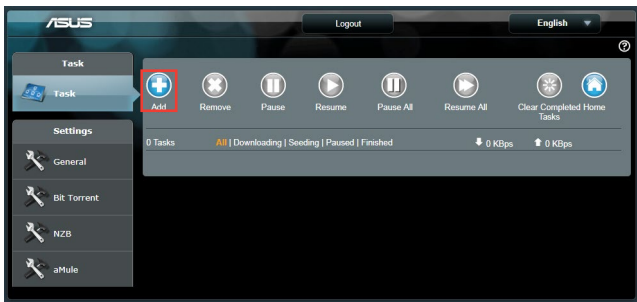 ASUS
Logout
English
?
Task
Task
Add Remove Pause Resume Pause All Resume All Clear Completed Home
Tasks
0 Tasks All | Downloading | Seeding | Paused | Finished 0 KBps 0 KBps
Settings
General
Bit Torrent
NZB
aMule